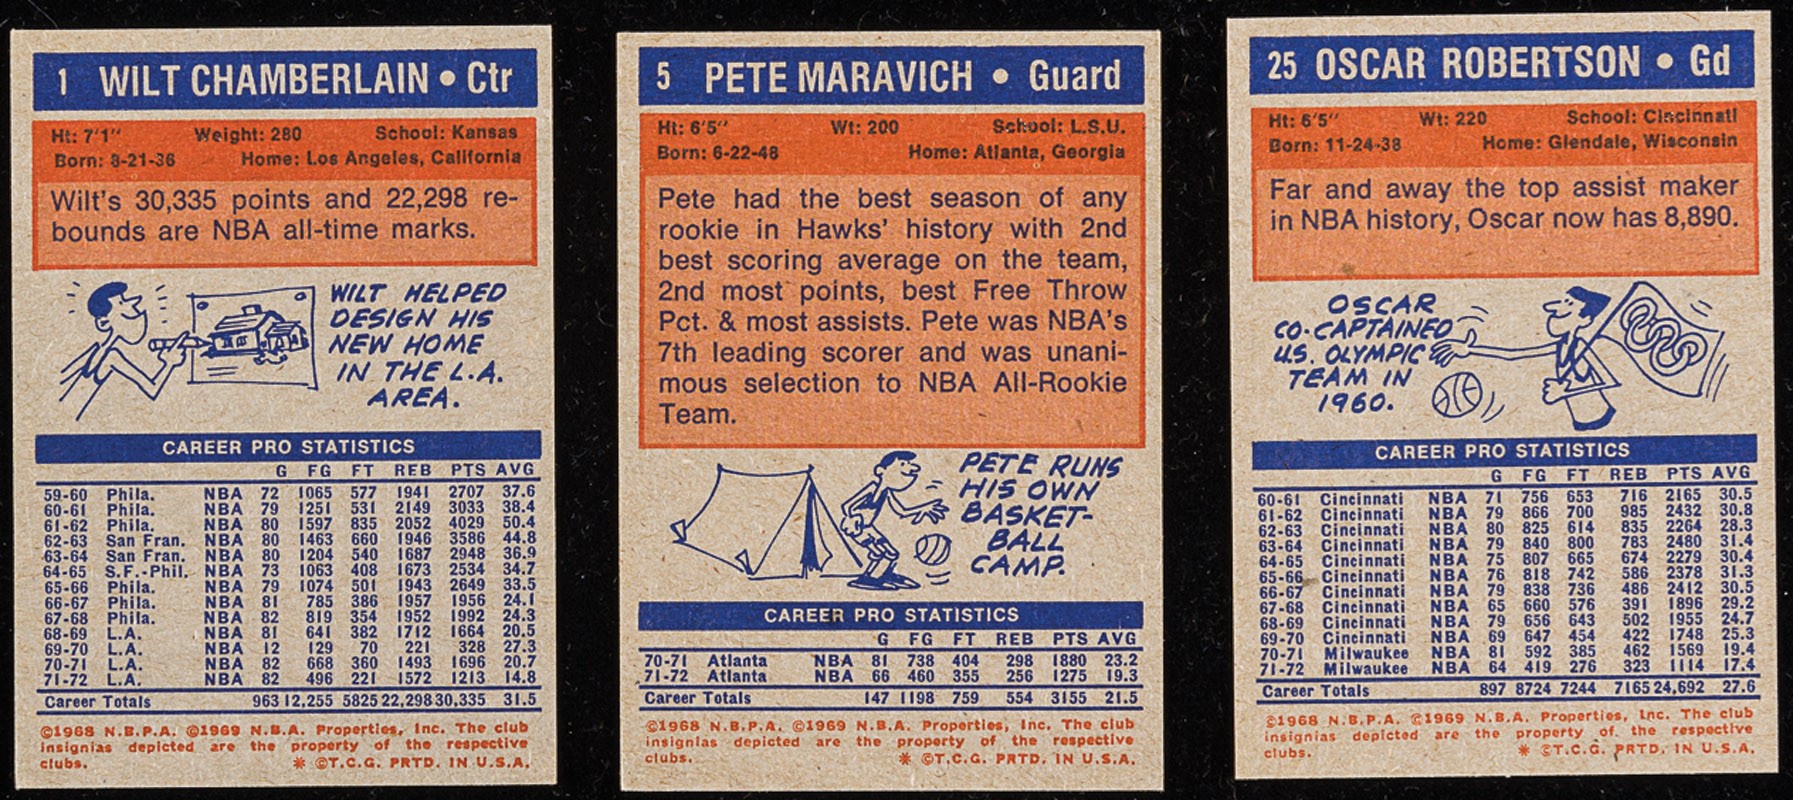 1 WILT CHAMBERLAIN • Ctr
Ht: 7'1" Weight: 280 School: Kansas
Born: 8-21-36 Home: Los Angeles, California
Wilt's 30,335 points and 22,298 re-
bounds are NBA all-time marks.
WILT HELPED
DESIGN HIS
NEW HOME
IN THE L.A.
AREA.
CAREER PRO STATISTICS
G FG FT REB PTS AVG
59-60 Phila. NBA 72 1065 577 1941 2707 37.6
60-61 Phila. NBA 79 1251 531 2149 3033 38.4
61-62 Phila. NBA 80 1597 835 2052 4029 50.4
62-63 San Fran. NBA 80 1463 660 1946 3586 44.8
63-64 San Fran. NBA 80 1204 540 1687 2948 36.9
64-65 S.F.-Phil. NBA 73 1063 408 1673 2534 34.7
65-66 Phila. NBA 79 1074 501 1943 2649 33.5
66-67 Phila. NBA 81 785 386 1957 1956 24.1
67-68 Phila. NBA 82 819 354 1952 1992 24.3
68-69 L.A. NBA 81 641 382 1712 1664 20.5
69-70 L.A. NBA 12 129 70 221 328 27.3
70-71 L.A. NBA 82 668 360 1493 1696 20.7
71-72 L.A. NBA 82 496 221 1572 1213 14.8
Career Totals 963 12,255 5825 22,298 30,335 31.5
©1968 N.B.P.A. ©1969 N.B.A. Properties, Inc. The club
insignias depicted are the property of the respective
clubs. * ©T.C.G. PRTD. IN U.S.A.
5 PETE MARAVICH • Guard
Ht: 6'5" Wt: 200 School: L.S.U.
Born: 6-22-48 Home: Atlanta, Georgia
Pete had the best season of any
rookie in Hawks' history with 2nd
best scoring average on the team,
2nd most points, best Free Throw
Pct. & most assists. Pete was NBA's
7th leading scorer and was unani-
mous selection to NBA All-Rookie
Team.
PETE RUNS
HIS OWN
BASKET-
BALL
CAMP.
CAREER PRO STATISTICS
G FG FT REB PTS AVG
70-71 Atlanta NBA 81 738 404 298 1880 23.2
71-72 Atlanta NBA 66 460 355 256 1275 19.3
Career Totals 147 1198 759 554 3155 21.5
©1968 N.B.P.A. ©1969 N.B.A. Properties, Inc. The club
insignias depicted are the property of the respective
clubs. * ©T.C.G. PRTD. IN U.S.A.
25 OSCAR ROBERTSON • Gd
Ht: 6'5" Wt: 220 School: Cincinnati
Born: 11-24-38 Home: Glendale, Wisconsin
Far and away the top assist maker
in NBA history, Oscar now has 8,890.
OSCAR
CO-CAPTAINED
U.S. OLYMPIC
TEAM IN
1960.
CAREER PRO STATISTICS
G FG FT REB PTS AVG
60-61 Cincinnati NBA 71 756 653 716 2165 30.5
61-62 Cincinnati NBA 79 866 700 985 2432 30.8
62-63 Cincinnati NBA 80 825 614 835 2264 28.3
63-64 Cincinnati NBA 79 840 800 783 2480 31.4
64-65 Cincinnati NBA 75 807 665 674 2279 30.4
65-66 Cincinnati NBA 76 818 742 586 2378 31.3
66-67 Cincinnati NBA 79 838 736 486 2412 30.5
67-68 Cincinnati NBA 65 660 576 391 1896 29.2
68-69 Cincinnati NBA 79 656 643 502 1955 24.7
69-70 Cincinnati NBA 69 647 454 422 1748 25.3
70-71 Milwaukee NBA 81 592 385 462 1569 19.4
71-72 Milwaukee NBA 64 419 276 323 1114 17.4
Career Totals 897 8724 7244 7165 24,692 27.6
©1968 N.B.P.A. ©1969 N.B.A. Properties, Inc. The club
insignias depicted are the property of the respective
clubs. * ©T.C.G. PRTD. IN U.S.A.